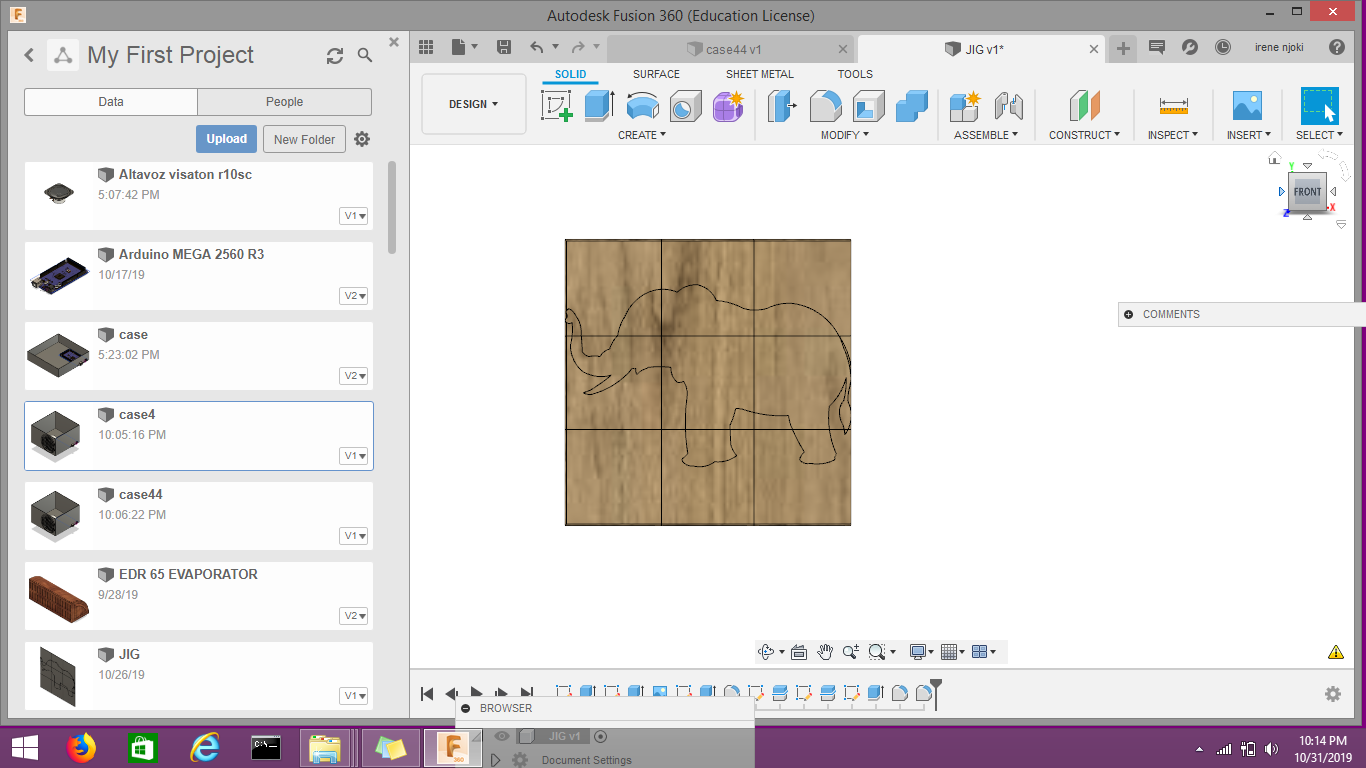 Autodesk Fusion 360 (Education License)
My First Project
Data
People
Upload
New Folder
Altavoz visaton r10sc
5:07:42 PM
V1
Arduino MEGA 2560 R3
10/17/19
V2
case
5:23:02 PM
V2
case4
10:05:16 PM
V1
case44
10:06:22 PM
V1
EDR 65 EVAPORATOR
9/28/19
V2
JIG
10/26/19
V1
case44 v1
JIG v1*
irene njoki
SOLID
SURFACE
SHEET METAL
TOOLS
DESIGN
CREATE
MODIFY
ASSEMBLE
CONSTRUCT
INSPECT
INSERT
SELECT
Y
FRONT
Z
-X
COMMENTS
BROWSER
JIG v1
Document Settings
F
360
C:\_
10:14 PM
10/31/2019